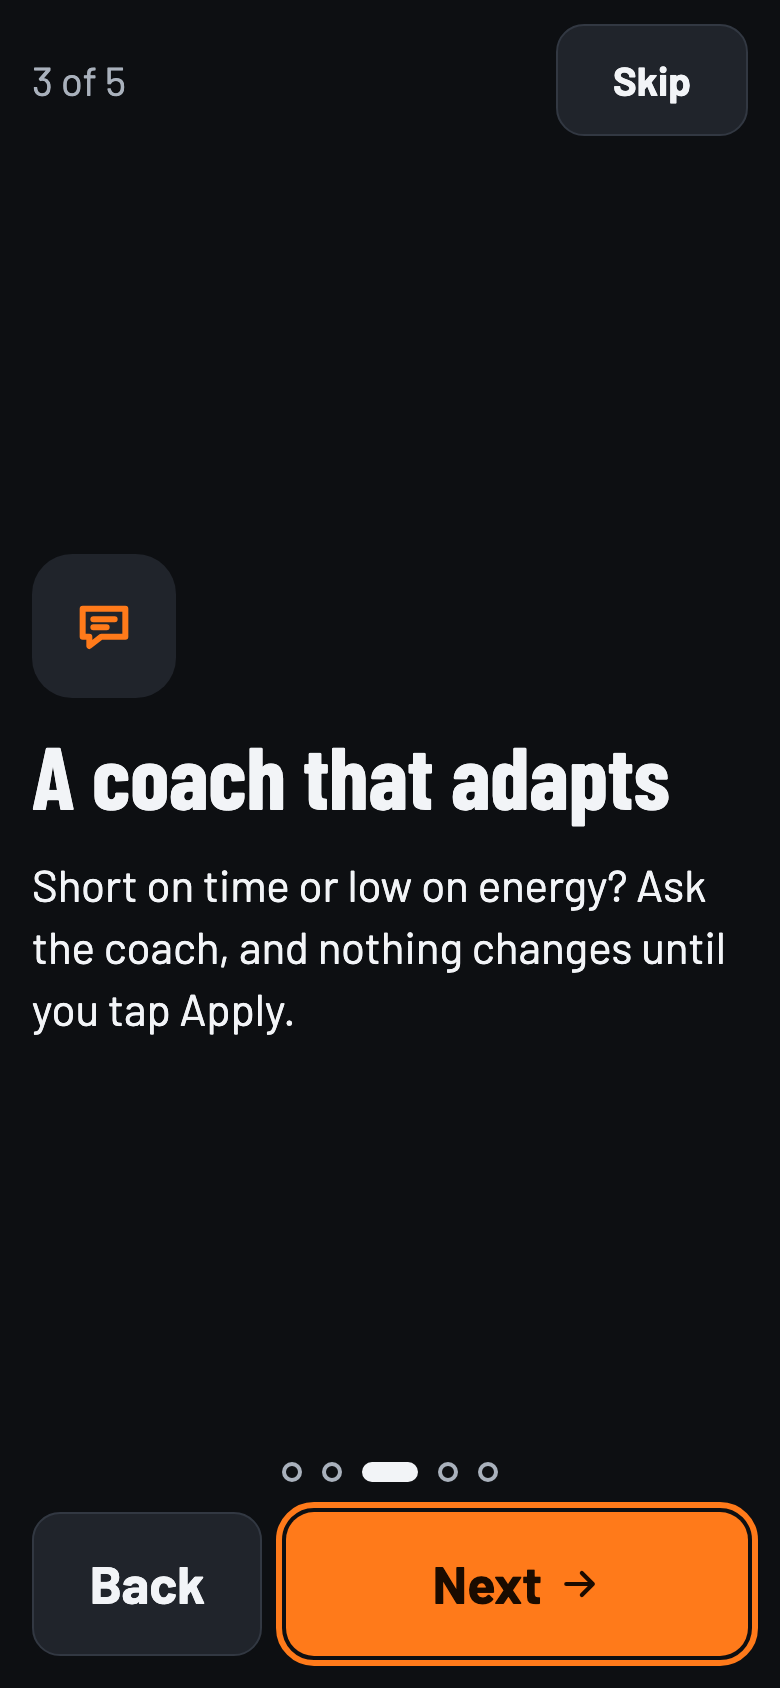 3 of 5
Skip
A coach that adapts
Short on time or low on energy? Ask
the coach, and nothing changes until
you tap Apply.
Back
Next →